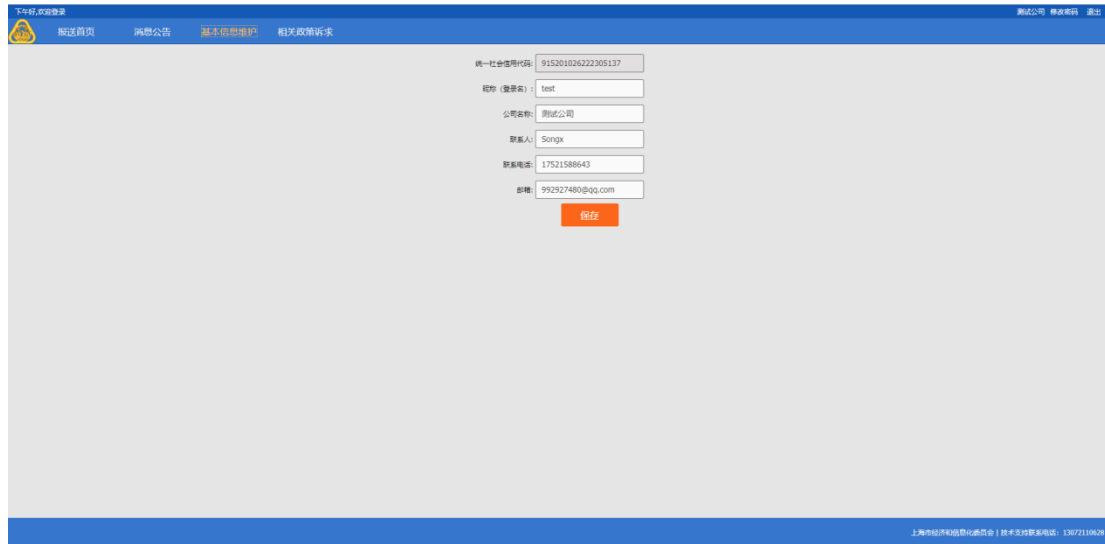 下午好,欢迎登录
测试公司 修改密码 退出
报送首页 消息公告 基本信息维护 相关政策诉求
统一社会信用代码: 915201026222305137
昵称（登录名）: test
公司名称: 测试公司
联系人: Songx
联系电话: 17521588643
邮箱: 992927480@qq.com
保存
上海市经济和信息化委员会 | 技术支持联系电话: 13072110628